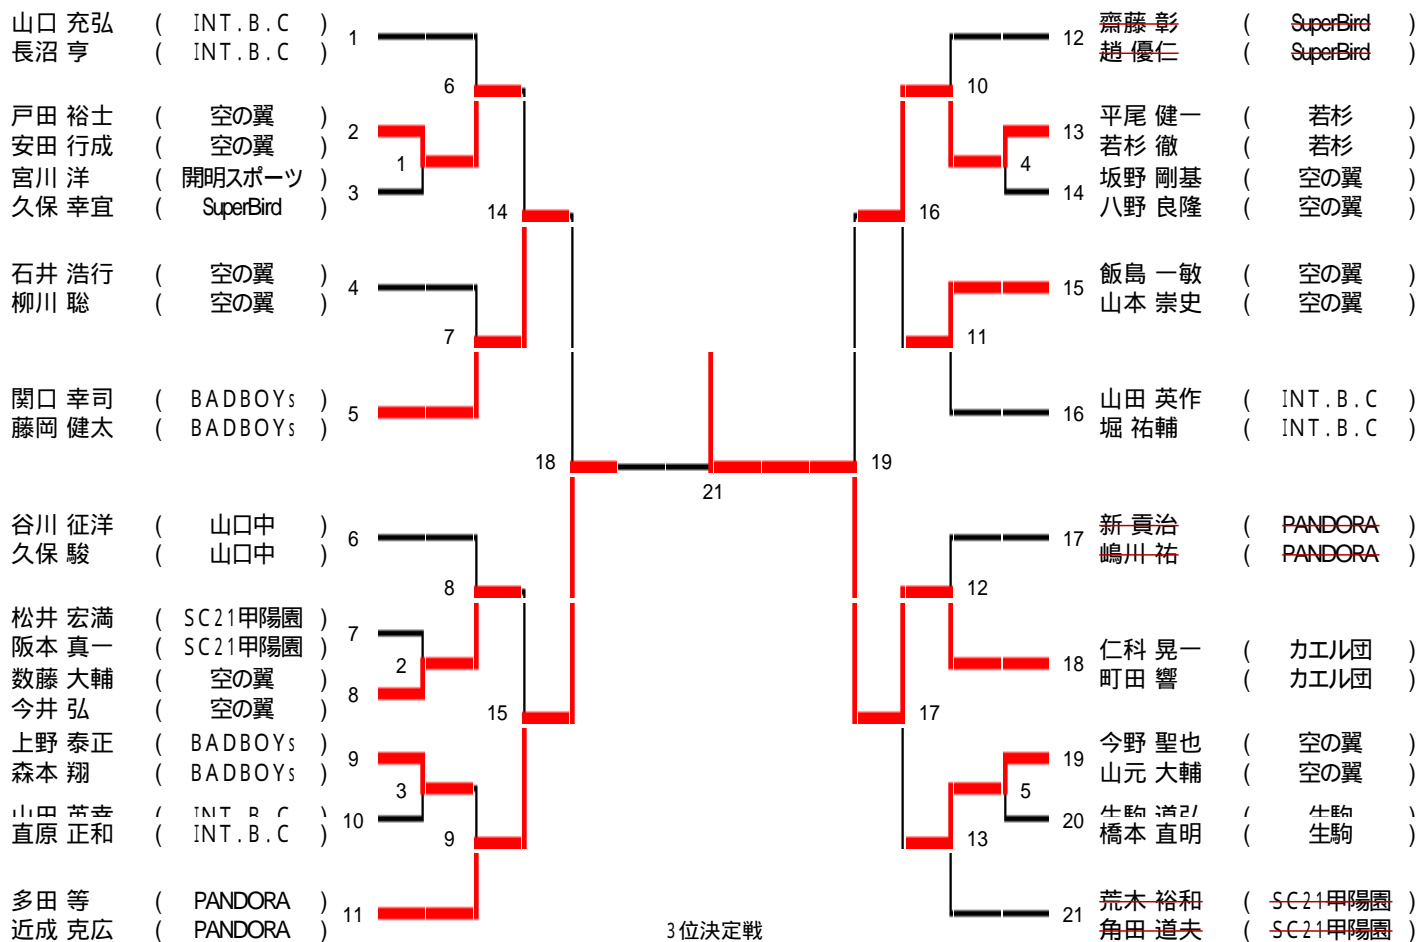 山口 充弘 ( INT.B.C ) 1
長沼 亨 ( INT.B.C )
6
戸田 裕士 ( 空の翼 ) 2
安田 行成 ( 空の翼 )
1
宮川 洋 ( 開明スポーツ ) 3
久保 幸宜 ( SuperBird )
14
石井 浩行 ( 空の翼 ) 4
柳川 聡 ( 空の翼 )
7
関口 幸司 ( BADBOYs ) 5
藤岡 健太 ( BADBOYs )
18
谷川 征洋 ( 山口中 ) 6
久保 駿 ( 山口中 )
8
松井 宏満 ( SC21甲陽園 ) 7
阪本 真一 ( SC21甲陽園 )
2
数藤 大輔 ( 空の翼 ) 8
今井 弘 ( 空の翼 )
15
上野 泰正 ( BADBOYs ) 9
森本 翔 ( BADBOYs )
3
山田 英幸 ( INT.B.C ) 10
直原 正和 ( INT.B.C )
9
多田 等 ( PANDORA ) 11
近成 克広 ( PANDORA )
21
3位決定戦
12 齋藤 彰 ( SuperBird )
趙 優仁 ( SuperBird )
10
13 平尾 健一 ( 若杉 )
若杉 徹 ( 若杉 )
4
14 坂野 剛基 ( 空の翼 )
八野 良隆 ( 空の翼 )
16
15 飯島 一敏 ( 空の翼 )
山本 崇史 ( 空の翼 )
11
16 山田 英作 ( INT.B.C )
堀 祐輔 ( INT.B.C )
19
17 新 貢治 ( PANDORA )
嶋川 祐 ( PANDORA )
12
18 仁科 晃一 ( カエル団 )
町田 響 ( カエル団 )
17
19 今野 聖也 ( 空の翼 )
山元 大輔 ( 空の翼 )
5
20 生駒 道弘 ( 生駒 )
橋本 直明 ( 生駒 )
13
21 荒木 裕和 ( SC21甲陽園 )
角田 道夫 ( SC21甲陽園 )